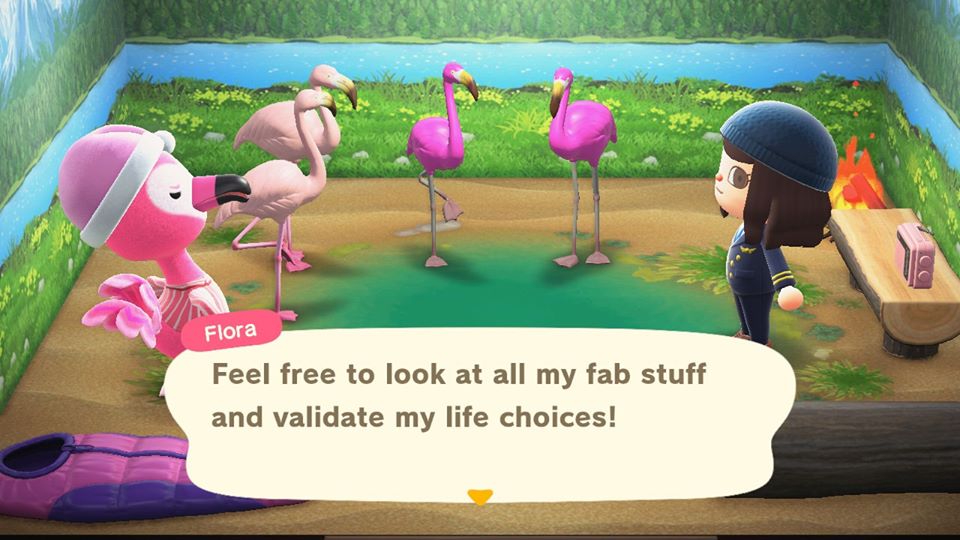 Flora
Feel free to look at all my fab stuff
and validate my life choices!